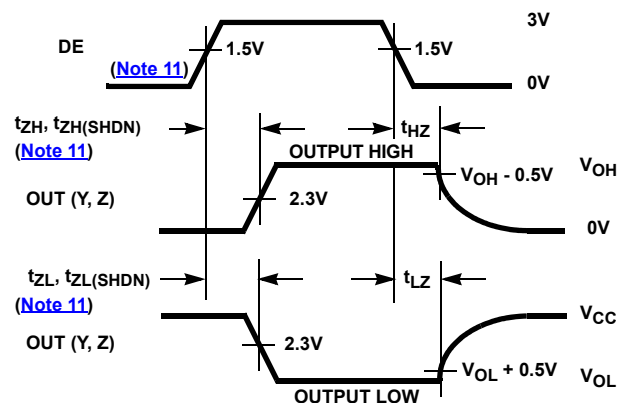 3V
DE
1.5V
1.5V
(Note 11)
0V
tZH, tZH(SHDN)
(Note 11)
tHZ
OUTPUT HIGH
VOH - 0.5V
VOH
OUT (Y, Z)
2.3V
0V
tZL, tZL(SHDN)
(Note 11)
tLZ
VCC
OUT (Y, Z)
2.3V
VOL + 0.5V
VOL
OUTPUT LOW